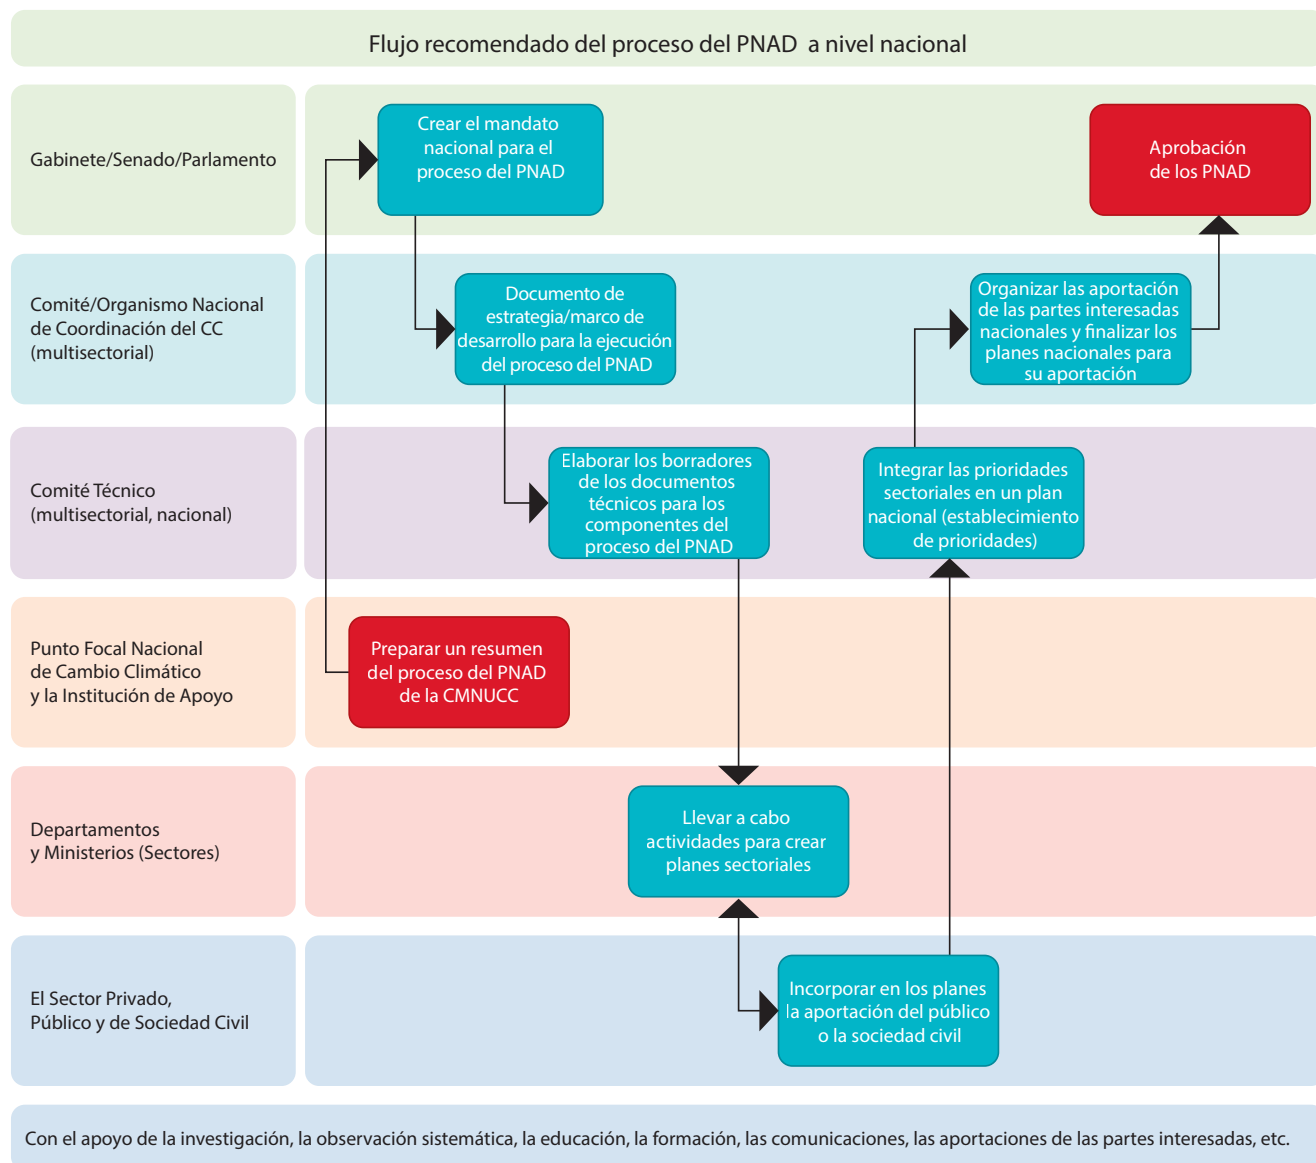 Flujo recomendado del proceso del PNAD a nivel nacional
Gabinete/Senado/Parlamento
Crear el mandato
nacional para el
proceso del PNAD
Aprobación
de los PNAD
Comité/Organismo Nacional
de Coordinación del CC
(multisectorial)
Documento de
estrategia/marco de
desarrollo para la ejecución
del proceso del PNAD
Organizar las aportación
de las partes interesadas
nacionales y finalizar los
planes nacionales para
su aportación
Comité Técnico
(multisectorial, nacional)
Elaborar los borradores
de los documentos
técnicos para los
componentes del
proceso del PNAD
Integrar las prioridades
sectoriales en un plan
nacional (establecimiento
de prioridades)
Punto Focal Nacional
de Cambio Climático
y la Institución de Apoyo
Preparar un resumen
del proceso del PNAD
de la CMNUCC
Departamentos
y Ministerios (Sectores)
Llevar a cabo
actividades para crear
planes sectoriales
El Sector Privado,
Público y de Sociedad Civil
Incorporar en los planes
la aportación del público
o la sociedad civil
Con el apoyo de la investigación, la observación sistemática, la educación, la formación, las comunicaciones, las aportaciones de las partes interesadas, etc.